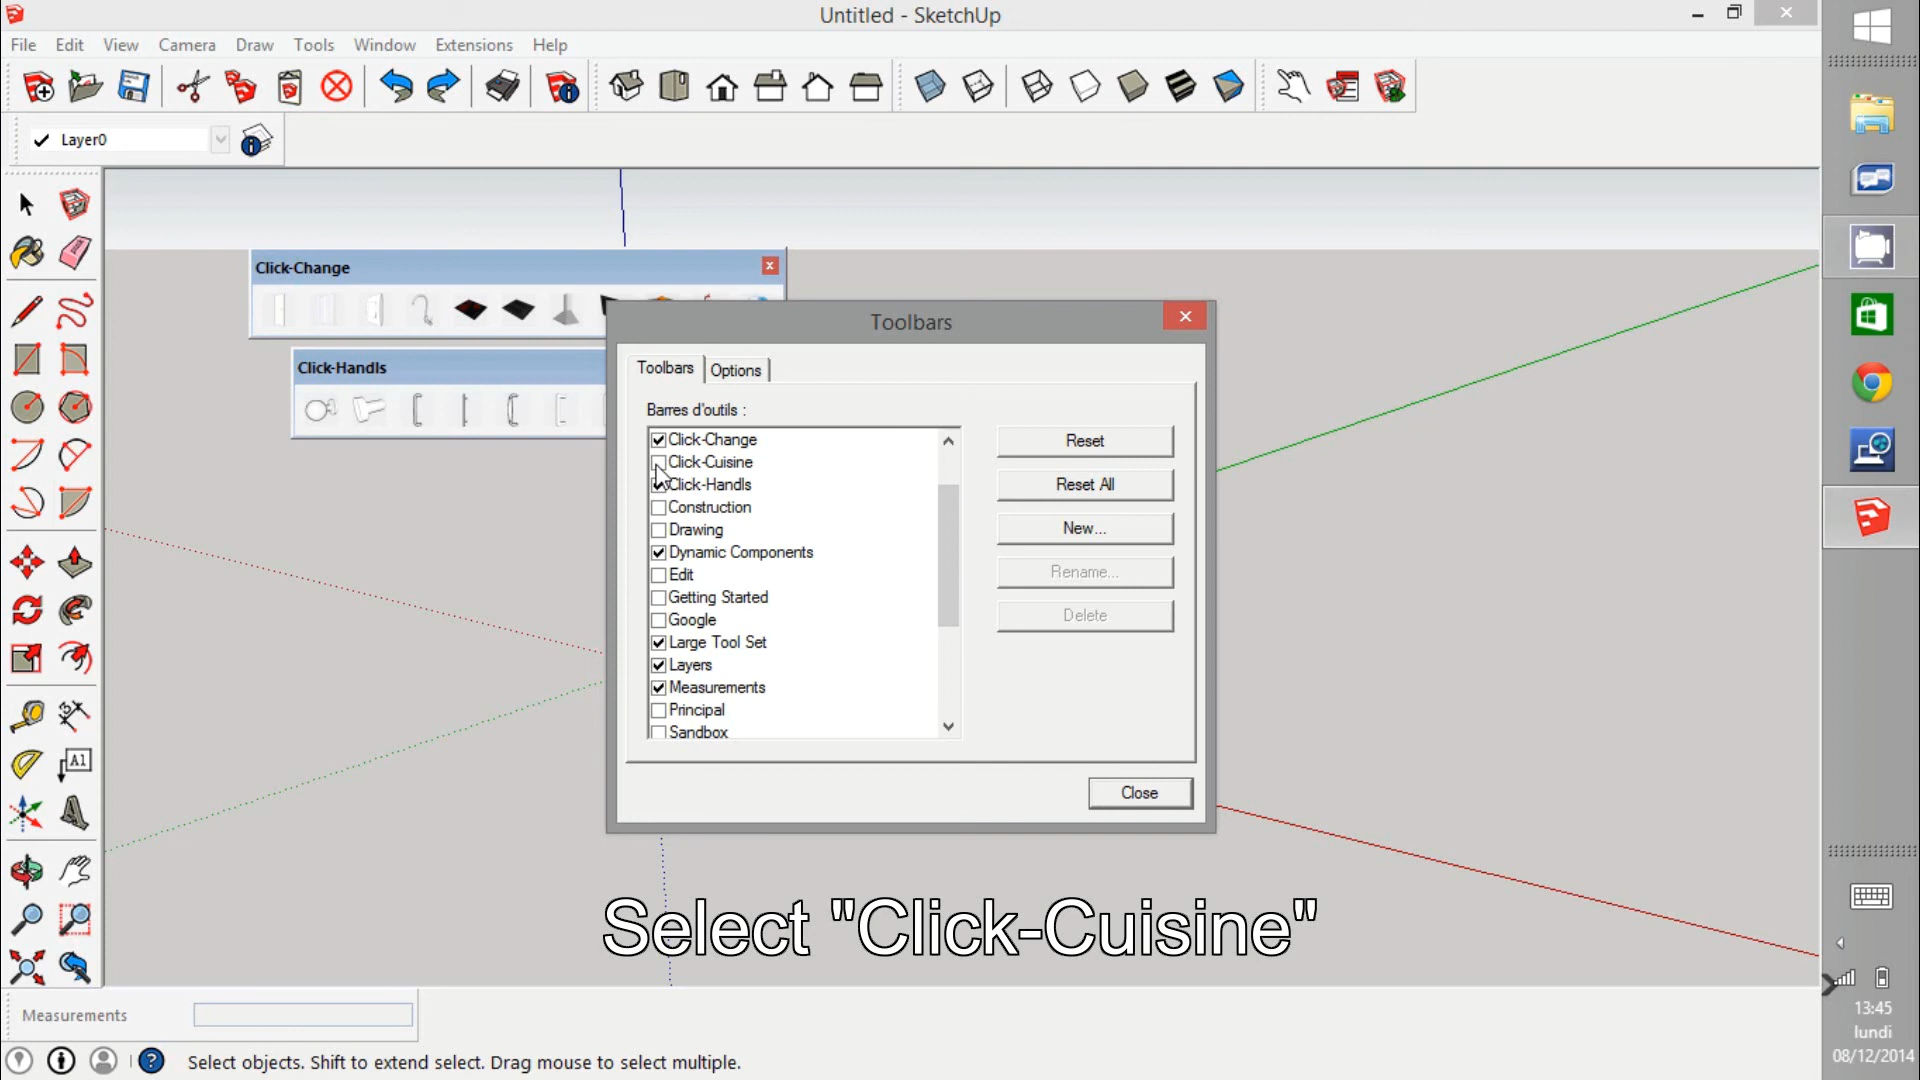 Untitled - SketchUp
File Edit View Camera Draw Tools Window Extensions Help
Layer0
Click-Change
Click-Handls
Toolbars
Toolbars Options
Barres d'outils :
Click-Change
Click-Cuisine
Click-Handls
Construction
Drawing
Dynamic Components
Edit
Getting Started
Google
Large Tool Set
Layers
Measurements
Principal
Sandbox
Reset
Reset All
New...
Rename...
Delete
Close
A1
Select "Click-Cuisine"
Measurements
Select objects. Shift to extend select. Drag mouse to select multiple.
13:45
lundi
08/12/2014